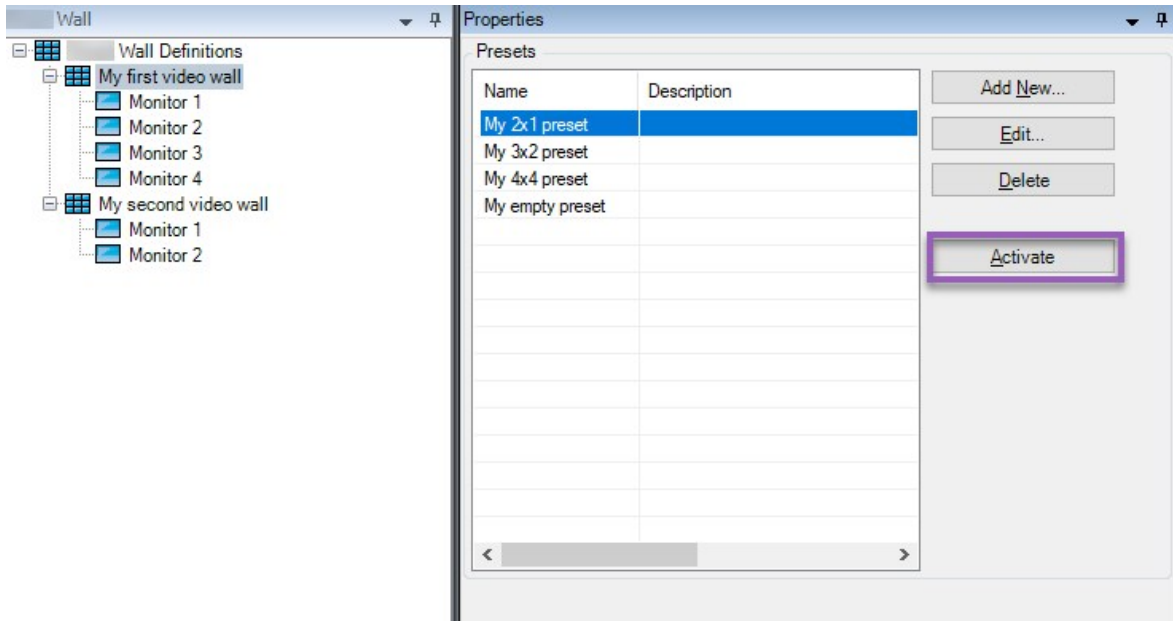 Wall
Wall Definitions
My first video wall
Monitor 1
Monitor 2
Monitor 3
Monitor 4
My second video wall
Monitor 1
Monitor 2
Properties
Presets
Name Description
My 2x1 preset
My 3x2 preset
My 4x4 preset
My empty preset
Add New...
Edit...
Delete
Activate